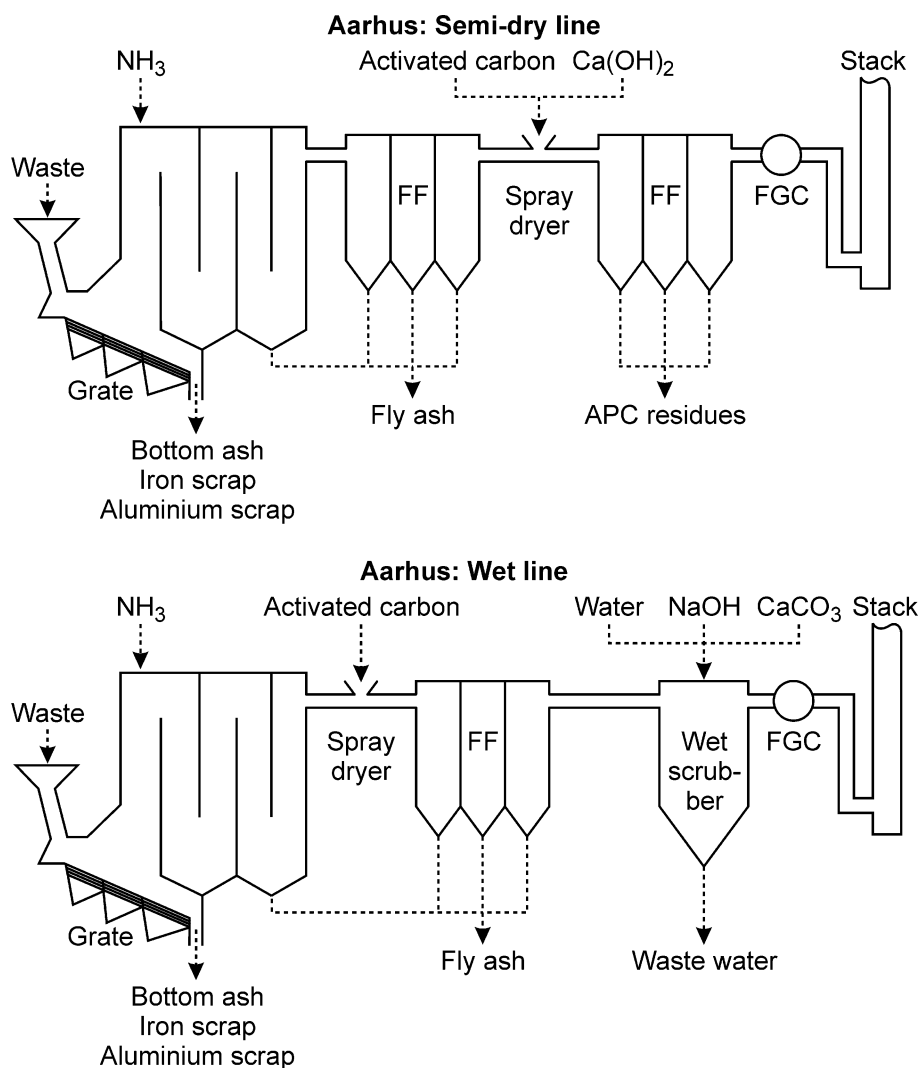 Aarhus: Semi-dry line
NH₃
Activated carbon
Ca(OH)₂
Stack
Waste
FF
Spray
dryer
FF
FGC
Grate
Fly ash
APC residues
Bottom ash
Iron scrap
Aluminium scrap
Aarhus: Wet line
NH₃
Activated carbon
Water
NaOH
CaCO₃
Stack
Waste
Spray
dryer
FF
Wet
scrub-
ber
FGC
Grate
Fly ash
Waste water
Bottom ash
Iron scrap
Aluminium scrap